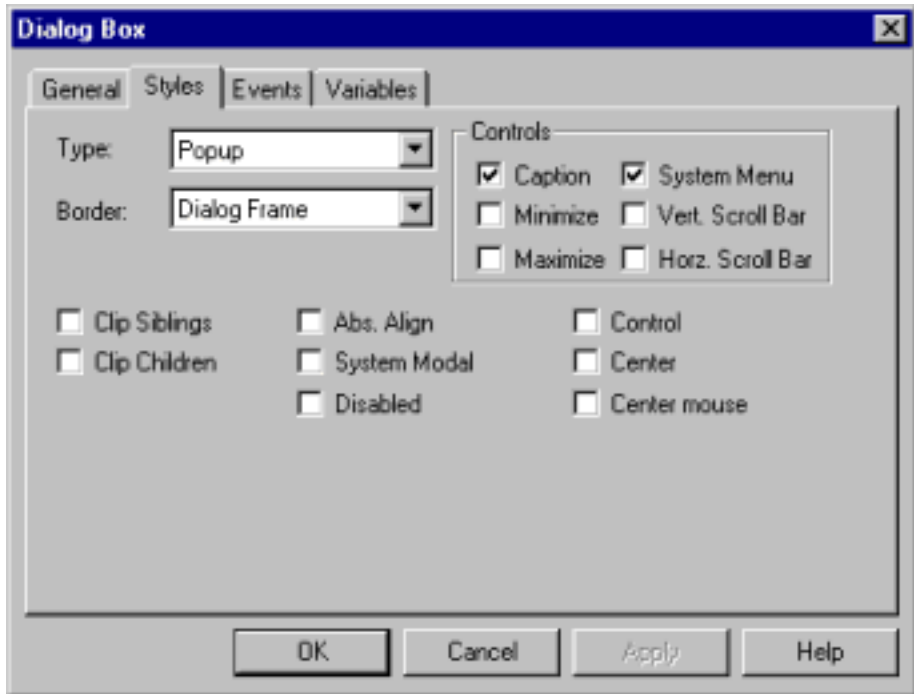 Dialog Box
General Styles Events Variables
Type: Popup
Border: Dialog Frame
Controls
Caption System Menu
Minimize Vert. Scroll Bar
Maximize Horz. Scroll Bar
Clip Siblings Abs. Align Control
Clip Children System Modal Center
Disabled Center mouse
OK Cancel Apply Help